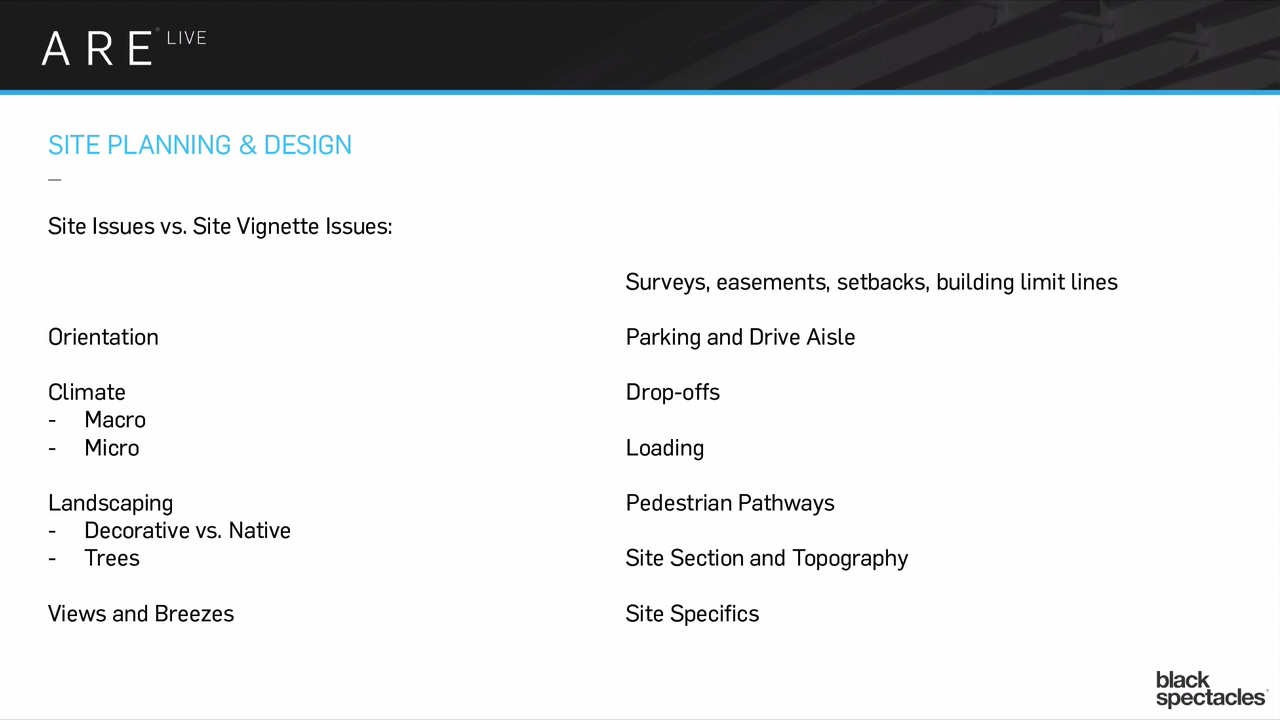 ARE® LIVE
SITE PLANNING & DESIGN
—
Site Issues vs. Site Vignette Issues:
Orientation
Climate
- Macro
- Micro
Landscaping
- Decorative vs. Native
- Trees
Views and Breezes
Surveys, easements, setbacks, building limit lines
Parking and Drive Aisle
Drop-offs
Loading
Pedestrian Pathways
Site Section and Topography
Site Specifics
black
spectacles®